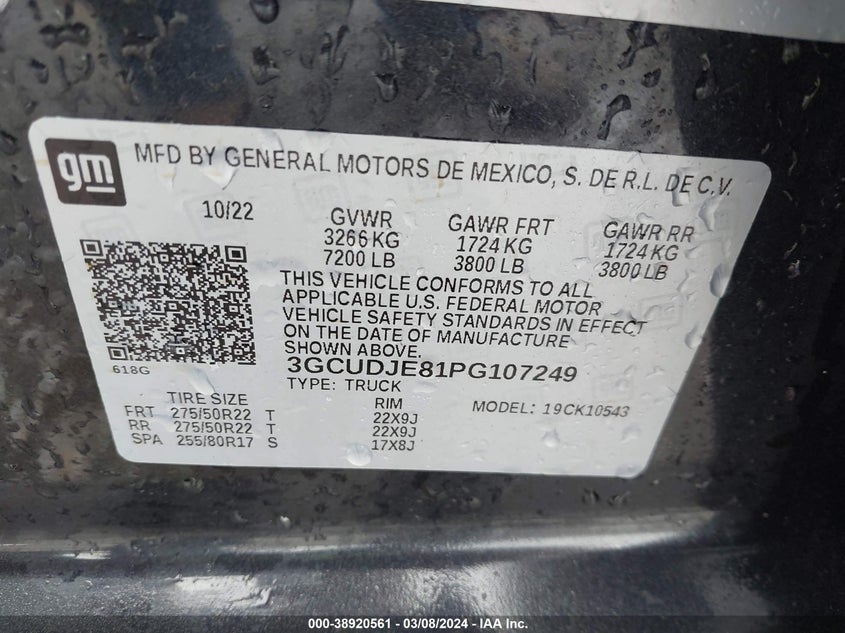 gm
MFD BY GENERAL MOTORS DE MEXICO, S. DE R.L. DE C.V.
10/22 GVWR GAWR FRT GAWR RR
3266 KG 1724 KG 1724 KG
7200 LB 3800 LB 3800 LB
THIS VEHICLE CONFORMS TO ALL
APPLICABLE U.S. FEDERAL MOTOR
VEHICLE SAFETY STANDARDS IN EFFECT
ON THE DATE OF MANUFACTURE
SHOWN ABOVE.
618G
3GCUDJE81PG107249
TYPE: TRUCK
TIRE SIZE RIM MODEL: 19CK10543
FRT 275/50R22 T 22X9J
RR 275/50R22 T 22X9J
SPA 255/80R17 S 17X8J
000-38920561 - 03/08/2024 - IAA Inc.